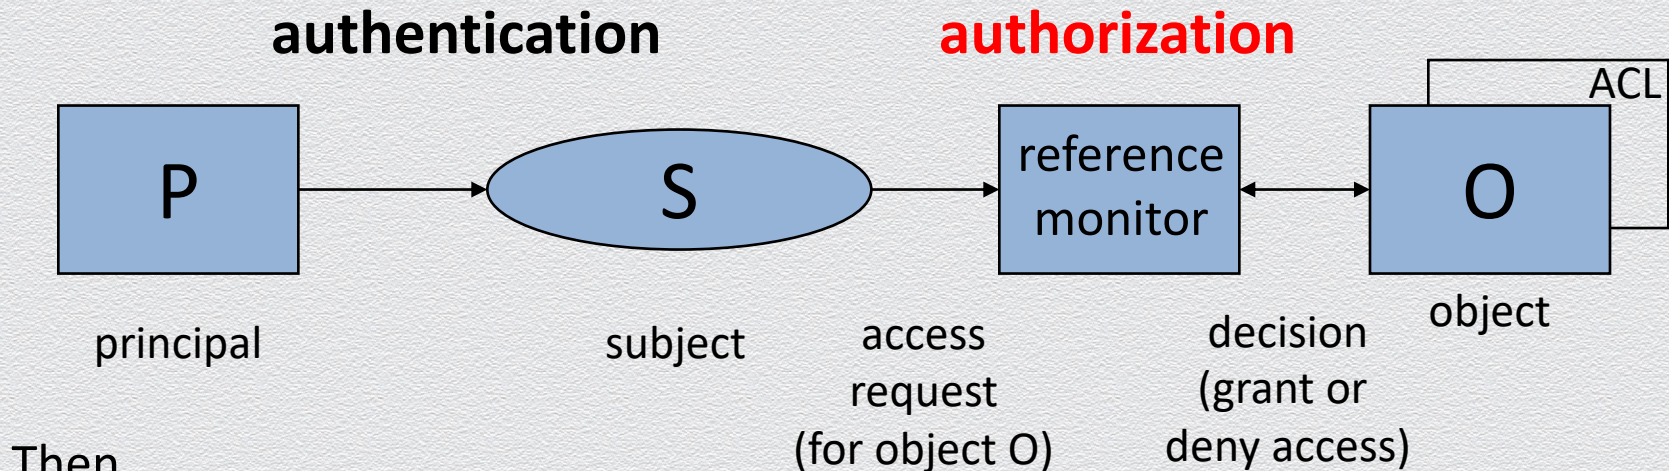 authentication
authorization
ACL
P
S
reference
monitor
O
principal
subject
access
request
(for object O)
decision
(grant or
deny access)
object
Then